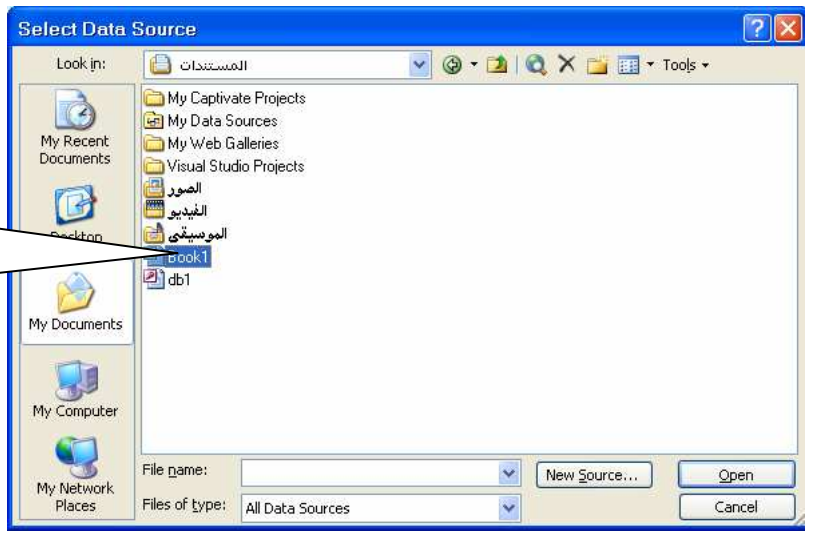 Select Data Source
Look in:
المستندات
Tools
My Recent Documents
Desktop
My Documents
My Computer
My Network Places
My Captivate Projects
My Data Sources
My Web Galleries
Visual Studio Projects
الصور
الفيديو
الموسيقى
Book1
db1
File name:
New Source...
Open
Files of type:
All Data Sources
Cancel